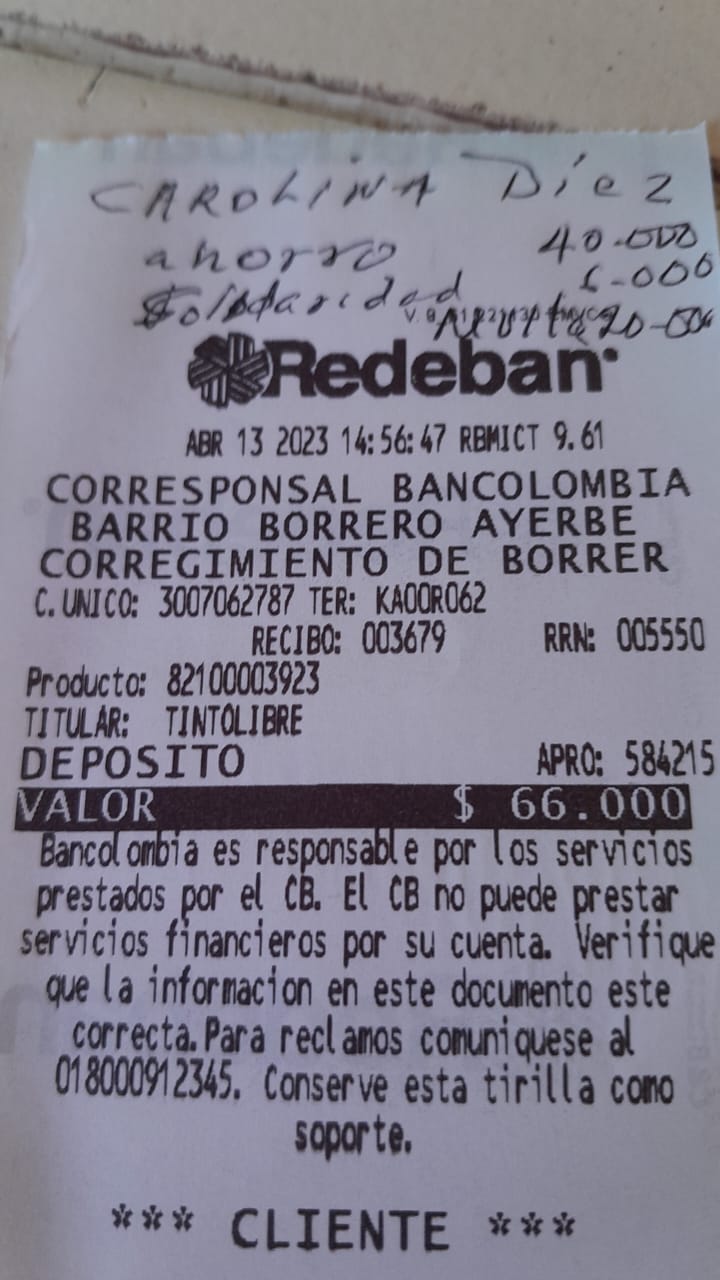 CAROLINA Díez
ahorro 40.000
Solidaridad 6.000
20.000
Redeban
ABR 13 2023 14:56:47 RBMICT 9.61
CORRESPONSAL BANCOLOMBIA
BARRIO BORRERO AYERBE
CORREGIMIENTO DE BORRER
C. UNICO: 3007062787 TER: KA00R062
RECIBO: 003679 RRN: 005550
Producto: 82100003923
TITULAR: TINTOLIBRE
DEPOSITO APRO: 584215
VALOR $ 66.000
Bancolombia es responsable por los servicios
prestados por el CB. El CB no puede prestar
servicios financieros por su cuenta. Verifique
que la informacion en este documento este
correcta. Para reclamos comuniquese al
018000912345. Conserve esta tirilla como
soporte.
*** CLIENTE ***